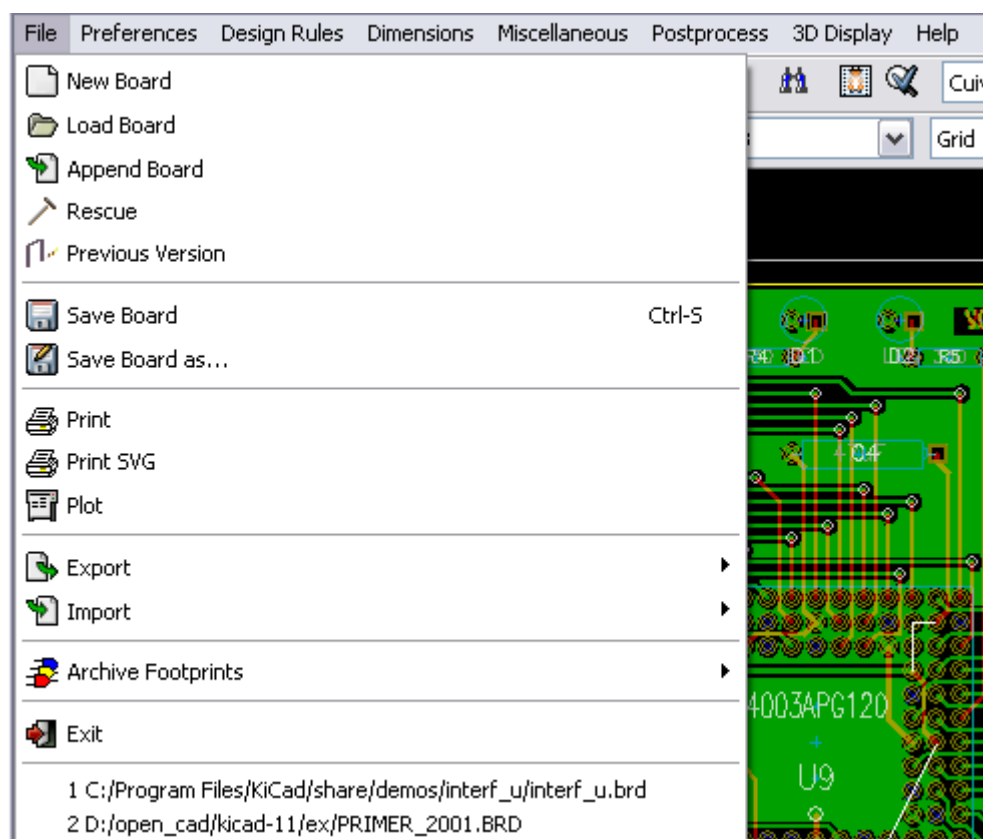 File Preferences Design Rules Dimensions Miscellaneous Postprocess 3D Display Help
New Board
Load Board
Append Board
Rescue
Previous Version
Save Board Ctrl-S
Save Board as...
Print
Print SVG
Plot
Export
Import
Archive Footprints
Exit
1 C:/Program Files/KiCad/share/demos/interf_u/interf_u.brd
2 D:/open_cad/kicad-11/ex/PRIMER_2001.BRD
Grid
4003APG120
U9